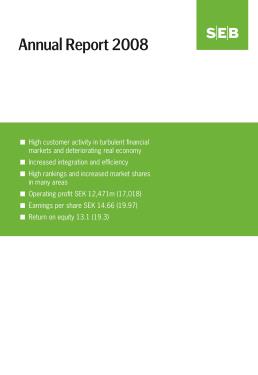 Annual Report 2008
S|E|B
High customer activity in turbulent financial
markets and deteriorating real economy
Increased integration and efficiency
High rankings and increased market shares
in many areas
Operating profit SEK 12,471m (17,018)
Earnings per share SEK 14.66 (19.97)
Return on equity 13.1 (19.3)